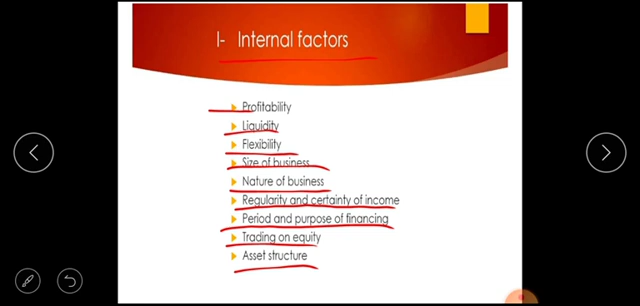 I- Internal factors
Profitability
Liquidity
Flexibility
Size of business
Nature of business
Regularity and certainty of income
Period and purpose of financing
Trading on equity
Asset structure